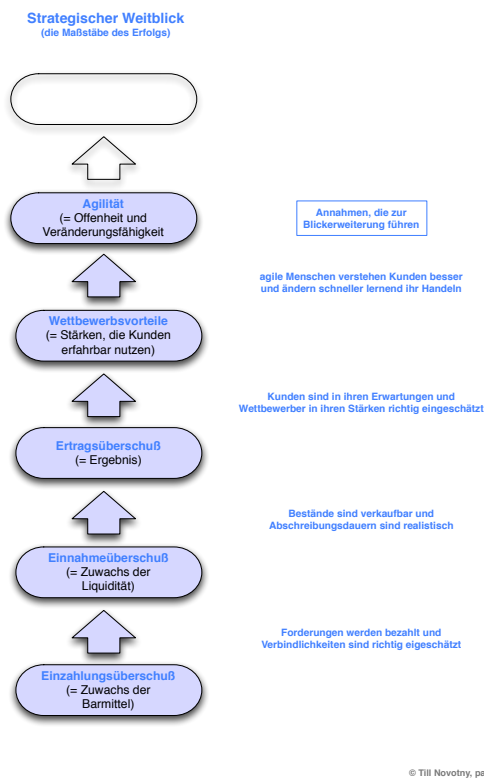 Strategischer Weitblick
(die Maßstäbe des Erfolgs)
Agilität
(= Offenheit und
Veränderungsfähigkeit
Annahmen, die zur
Blickerweiterung führen
agile Menschen verstehen Kunden besser
und ändern schneller lernend ihr Handeln
Wettbewerbsvorteile
(= Stärken, die Kunden
erfahrbar nutzen)
Kunden sind in ihren Erwartungen und
Wettbewerber in ihren Stärken richtig eingeschätzt
Ertragsüberschuß
(= Ergebnis)
Bestände sind verkaufbar und
Abschreibungsdauern sind realistisch
Einnahmeüberschuß
(= Zuwachs der
Liquidität)
Forderungen werden bezahlt und
Verbindlichkeiten sind richtig eigeschätzt
Einzahlungsüberschuß
(= Zuwachs der
Barmittel)
© Till Novotny, pa